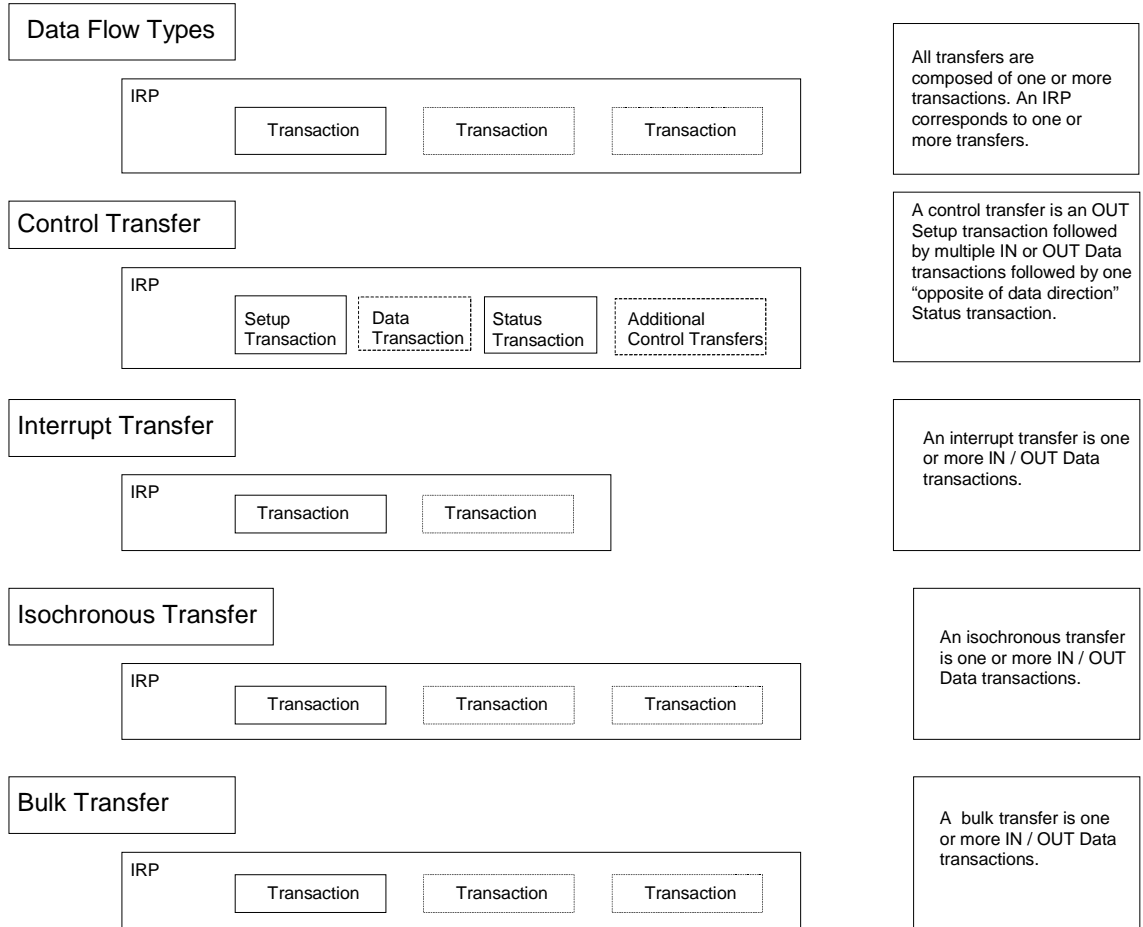 Data Flow Types
IRP
Transaction
Transaction
Transaction
All transfers are
composed of one or more
transactions. An IRP
corresponds to one or
more transfers.
Control Transfer
IRP
Setup
Transaction
Data
Transaction
Status
Transaction
Additional
Control Transfers
A control transfer is an OUT
Setup transaction followed
by multiple IN or OUT Data
transactions followed by one
“opposite of data direction”
Status transaction.
Interrupt Transfer
IRP
Transaction
Transaction
An interrupt transfer is one
or more IN / OUT Data
transactions.
Isochronous Transfer
IRP
Transaction
Transaction
Transaction
An isochronous transfer
is one or more IN / OUT
Data transactions.
Bulk Transfer
IRP
Transaction
Transaction
Transaction
A bulk transfer is one
or more IN / OUT Data
transactions.